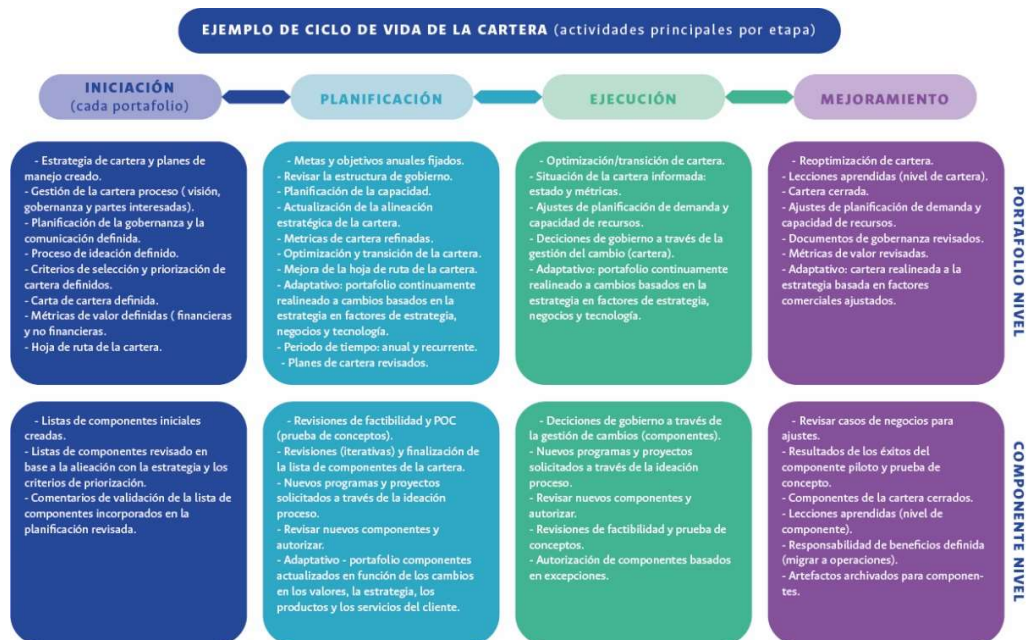 EJEMPLO DE CICLO DE VIDA DE LA CARTERA (actividades principales por etapa)
INICIACIÓN
(cada portafolio)
PLANIFICACIÓN
EJECUCIÓN
MEJORAMIENTO
- Estrategia de cartera y planes de
manejo creado.
- Gestión de la cartera proceso ( visión,
gobernanza y partes interesadas).
- Planificación de la gobernanza y la
comunicación definida.
- Proceso de ideación definido.
- Criterios de selección y priorización de
cartera definidos.
- Carta de cartera definida.
- Métricas de valor definidas ( financieras
y no financieras.
- Hoja de ruta de la cartera.
- Metas y objetivos anuales fijados.
- Revisar la estructura de gobierno.
- Planificación de la capacidad.
- Actualización de la alineación
estratégica de la cartera.
- Metricas de cartera refinadas.
- Optimización y transición de la cartera.
- Mejora de la hoja de ruta de la cartera.
- Adaptativo: portafolio continuamente
realineado a cambios basados en la
estrategia en factores de estrategia,
negocios y tecnología.
- Periodo de tiempo: anual y recurrente.
- Planes de cartera revisados.
- Optimización/transición de cartera.
- Situación de la cartera informada:
estado y métricas.
- Ajustes de planificación de demanda y
capacidad de recursos.
- Deciciones de gobierno a través de la
gestión del cambio (cartera).
- Adaptativo: portafolio continuamente
realineado a cambios basados en la
estrategia en factores de estrategia,
negocios y tecnología.
- Reoptimización de cartera.
- Lecciones aprendidas (nivel de cartera).
- Cartera cerrada.
- Ajustes de planificación de demanda y
capacidad de recursos.
- Documentos de gobernanza revisados.
- Métricas de valor revisadas.
- Adaptativo: cartera realineada a la
estrategia basada en factores
comerciales ajustados.
PORTAFOLIO NIVEL
- Listas de componentes iniciales
creadas.
- Listas de componentes revisado en
base a la alieación con la estrategia y los
criterios de priorización.
- Comentarios de validación de la lista de
componentes incorporados en la
planificación revisada.
- Revisiones de factibilidad y POC
(prueba de conceptos).
- Revisiones (iterativas) y finalización de
la lista de componentes de la cartera.
- Nuevos programas y proyectos
solicitados a través de la ideación
proceso.
- Revisar nuevos componentes y
autorizar.
- Adaptativo - portafolio componentes
actualizados en función de los cambios
en los valores, la estrategia, los
productos y los servicios del cliente.
- Deciciones de gobierno a través de
la gestión de cambios (componentes).
- Nuevos programas y proyectos
solicitados a través de la ideación
proceso.
- Revisar nuevos componentes y
autorizar.
- Revisiones de factibilidad y prueba de
conceptos.
- Autorización de componentes basados
en excepciones.
- Revisar casos de negocios para
ajustes.
- Resultados de los éxitos del
componente piloto y prueba de
concepto.
- Componentes de la cartera cerrados.
- Lecciones aprendidas (nivel de
componente).
- Responsabilidad de beneficios definida
(migrar a operaciones).
- Artefactos archivados para componen-
tes.
COMPONENTE NIVEL